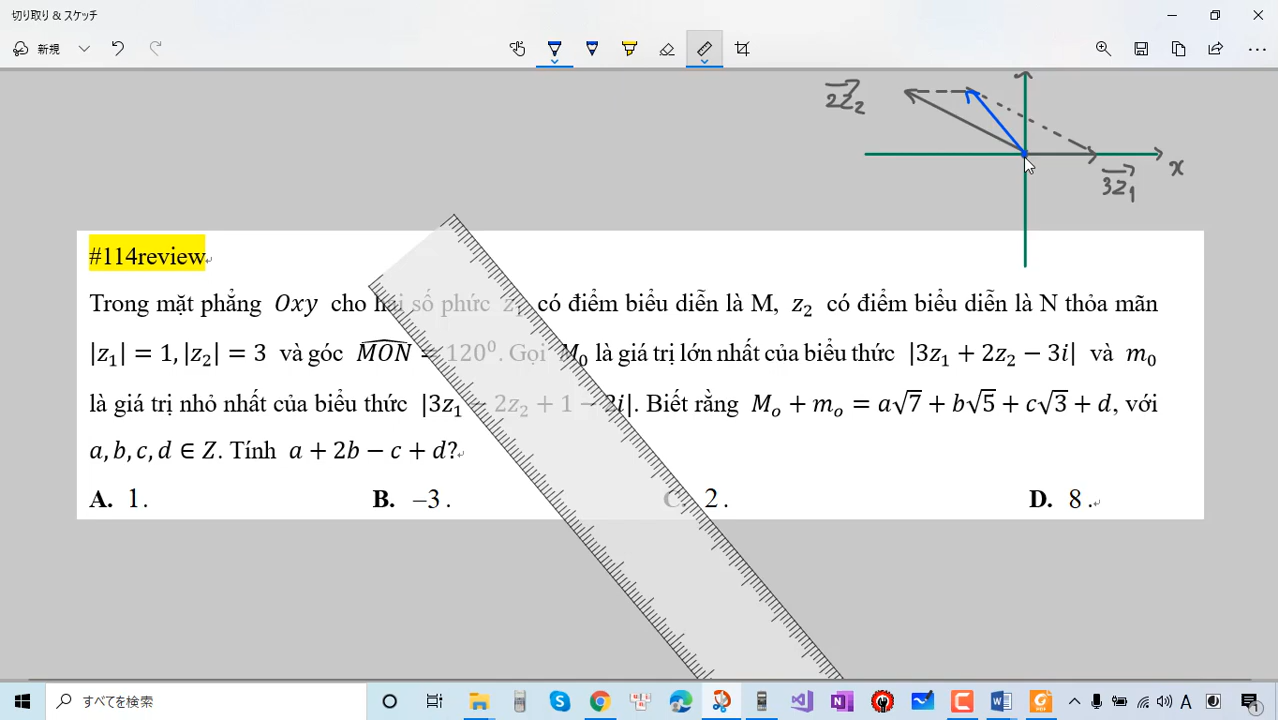 切り取り & スケッチ
新規
2z₂
x
3z₁
#114review
Trong mặt phẳng Oxy cho hai số phức z₁ có điểm biểu diễn là M, z₂ có điểm biểu diễn là N thỏa mãn
|z₁| = 1, |z₂| = 3 và góc MON = 120⁰. Gọi M₀ là giá trị lớn nhất của biểu thức |3z₁ + 2z₂ − 3i| và m₀
là giá trị nhỏ nhất của biểu thức |3z₁ − 2z₂ + 1 − 2i|. Biết rằng Mₒ + mₒ = a√7 + b√5 + c√3 + d, với
a, b, c, d ∈ Z. Tính a + 2b − c + d?
A. 1. B. −3. C. 2. D. 8.
すべてを検索
A